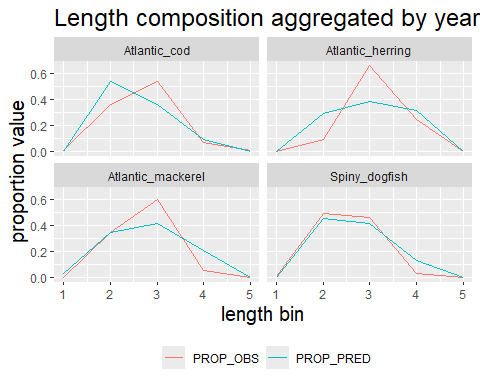 Length composition aggregated by year
Atlantic_cod
Atlantic_herring
0.6
0.4
0.2
0.0
Atlantic_mackerel
Spiny_dogfish
0.6
0.4
0.2
0.0
1 2 3 4 5
1 2 3 4 5
proportion value
length bin
PROP_OBS
PROP_PRED